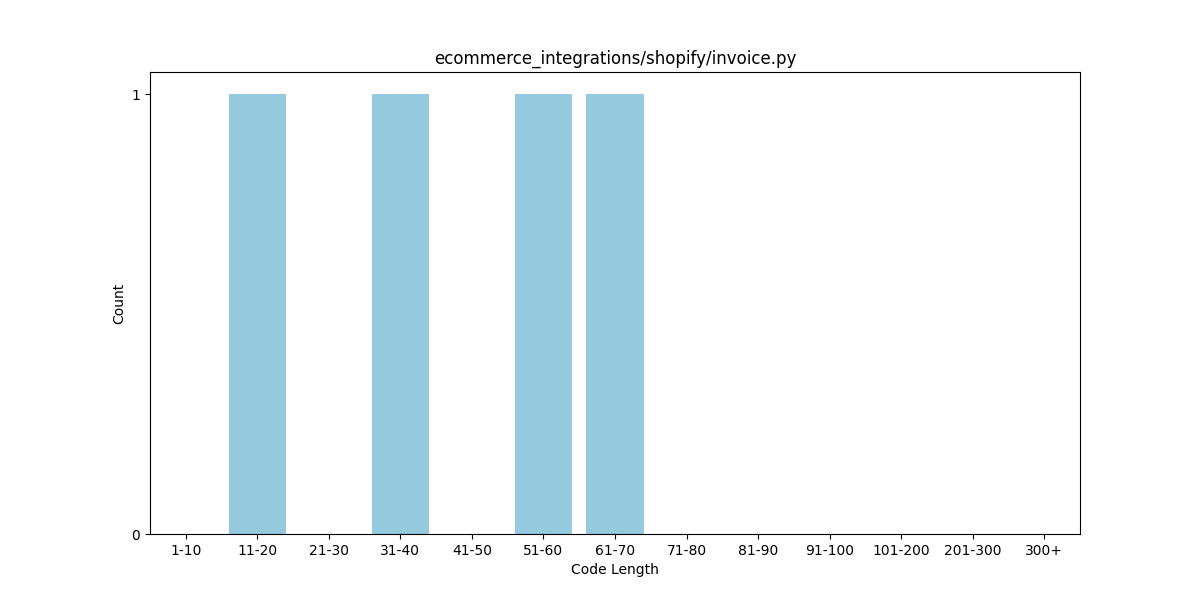 ecommerce_integrations/shopify/invoice.py
1
Count
0
1-10 11-20 21-30 31-40 41-50 51-60 61-70 71-80 81-90 91-100 101-200 201-300 300+
Code Length